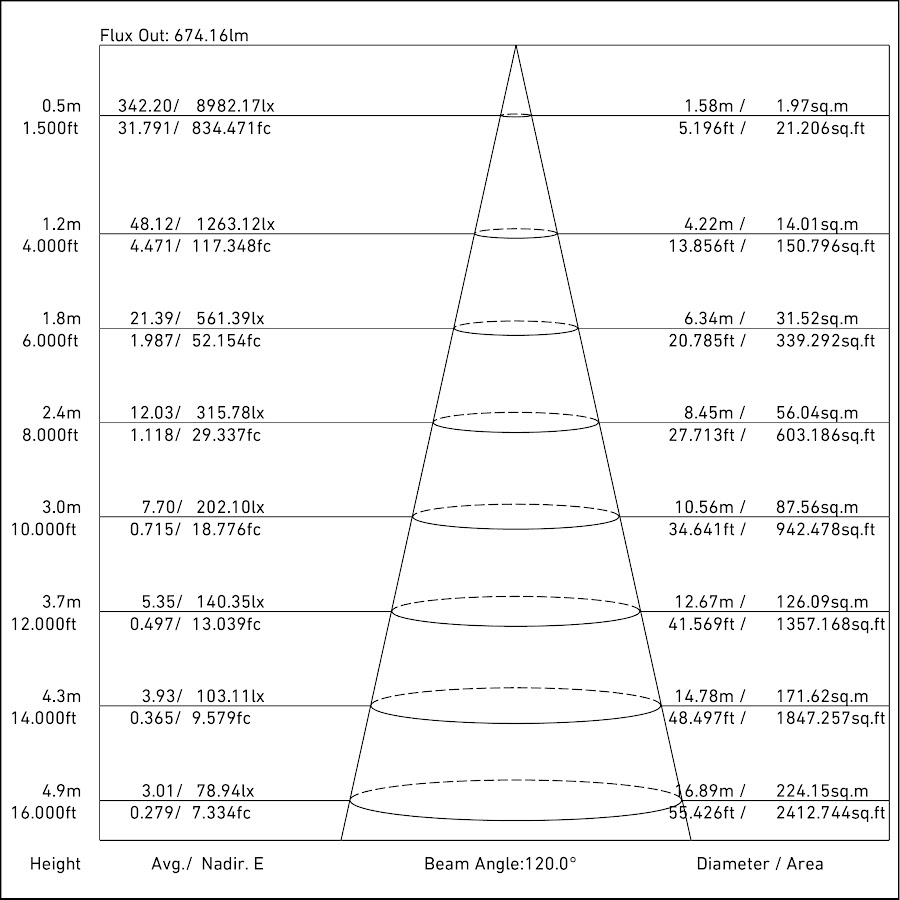 Flux Out: 674.16lm
0.5m 342.20/ 8982.17lx 1.58m / 1.97sq.m
1.500ft 31.791/ 834.471fc 5.196ft / 21.206sq.ft
1.2m 48.12/ 1263.12lx 4.22m / 14.01sq.m
4.000ft 4.471/ 117.348fc 13.856ft / 150.796sq.ft
1.8m 21.39/ 561.39lx 6.34m / 31.52sq.m
6.000ft 1.987/ 52.154fc 20.785ft / 339.292sq.ft
2.4m 12.03/ 315.78lx 8.45m / 56.04sq.m
8.000ft 1.118/ 29.337fc 27.713ft / 603.186sq.ft
3.0m 7.70/ 202.10lx 10.56m / 87.56sq.m
10.000ft 0.715/ 18.776fc 34.641ft / 942.478sq.ft
3.7m 5.35/ 140.35lx 12.67m / 126.09sq.m
12.000ft 0.497/ 13.039fc 41.569ft / 1357.168sq.ft
4.3m 3.93/ 103.11lx 14.78m / 171.62sq.m
14.000ft 0.365/ 9.579fc 48.497ft / 1847.257sq.ft
4.9m 3.01/ 78.94lx 16.89m / 224.15sq.m
16.000ft 0.279/ 7.334fc 55.426ft / 2412.744sq.ft
Height Avg./ Nadir. E Beam Angle:120.0° Diameter / Area